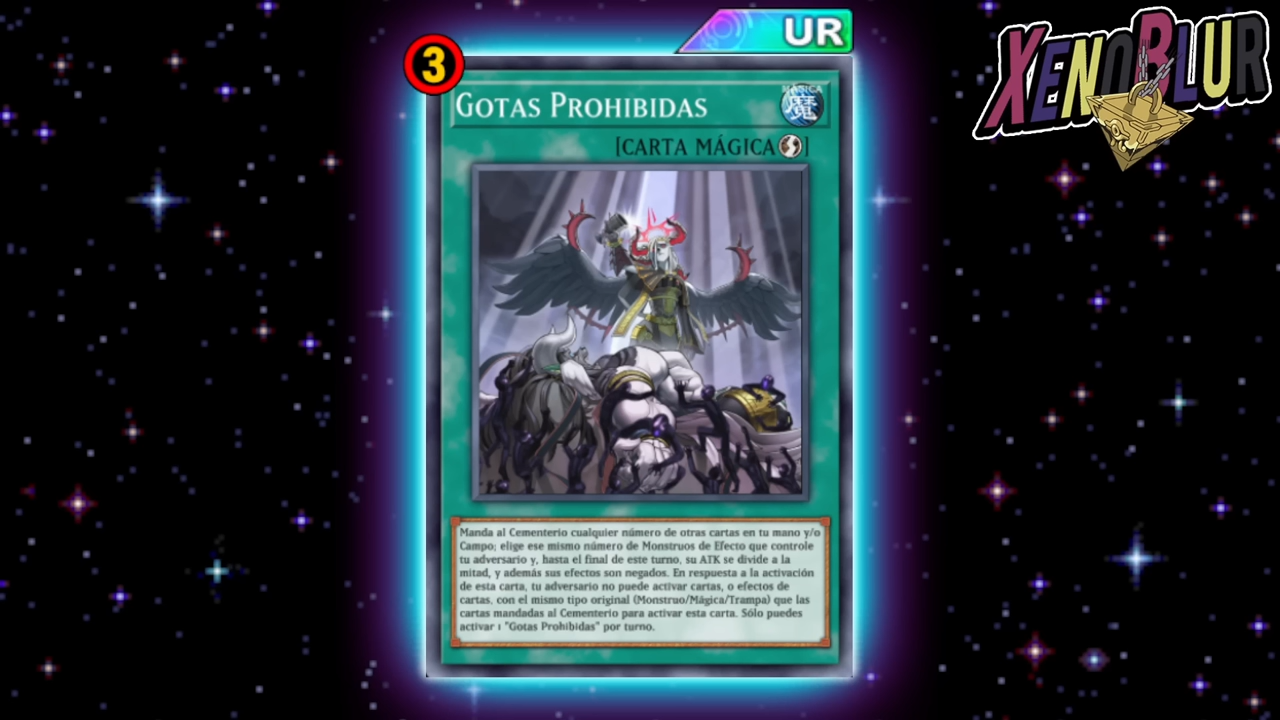 UR
XENOBLUR
3
GOTAS PROHIBIDAS
MÁGICA
魔
[CARTA MÁGICA]
Manda al Cementerio cualquier número de otras cartas en tu mano y/o
Campo; elige ese mismo número de Monstruos de Efecto que controle
tu adversario y, hasta el final de este turno, su ATK se divide a la
mitad, y además sus efectos son negados. En respuesta a la activación
de esta carta, tu adversario no puede activar cartas, o efectos de
cartas, con el mismo tipo original (Monstruo/Mágica/Trampa) que las
cartas mandadas al Cementerio para activar esta carta. Sólo puedes
activar 1 "Gotas Prohibidas" por turno.